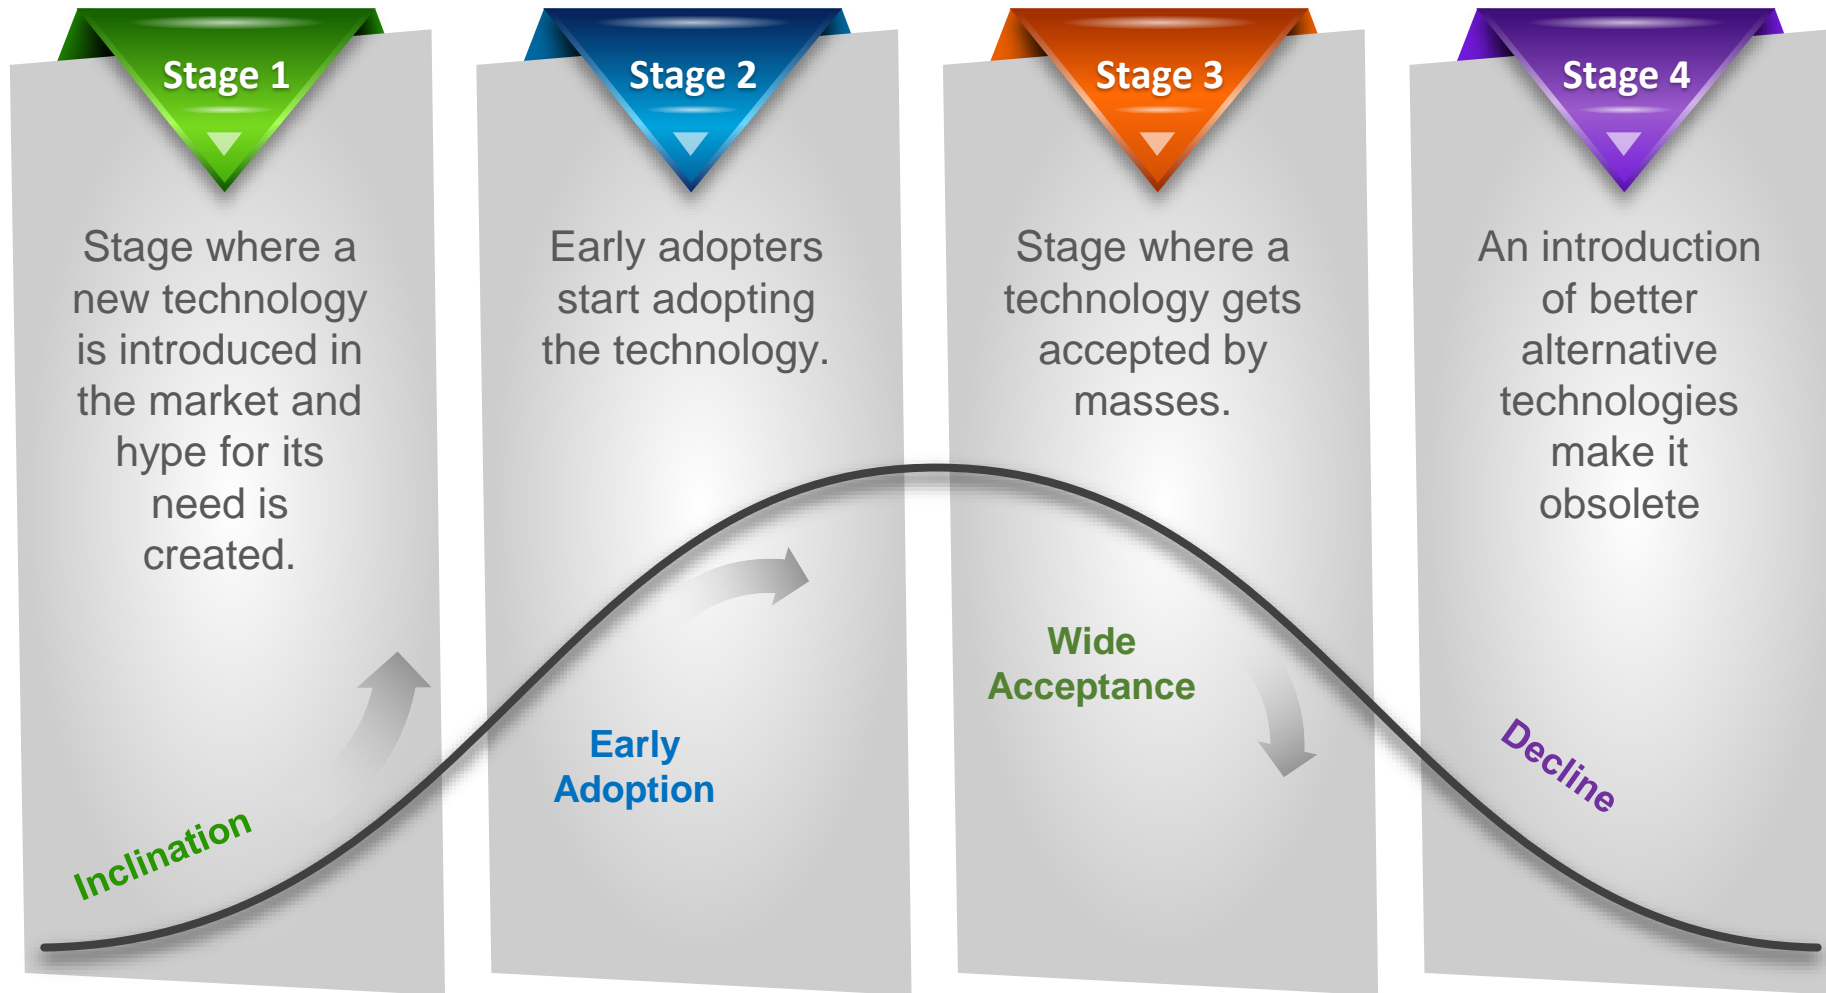 Stage 1
Stage where a
new technology
is introduced in
the market and
hype for its
need is
created.
Inclination
Stage 2
Early adopters
start adopting
the technology.
Early
Adoption
Stage 3
Stage where a
technology gets
accepted by
masses.
Wide
Acceptance
Stage 4
An introduction
of better
alternative
technologies
make it
obsolete
Decline